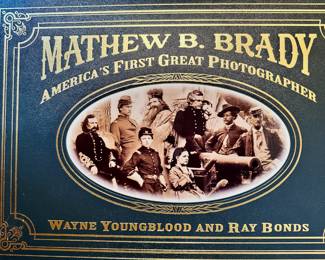 MATHEW B. BRADY
AMERICA'S FIRST GREAT PHOTOGRAPHER
WAYNE YOUNGBLOOD AND RAY BONDS